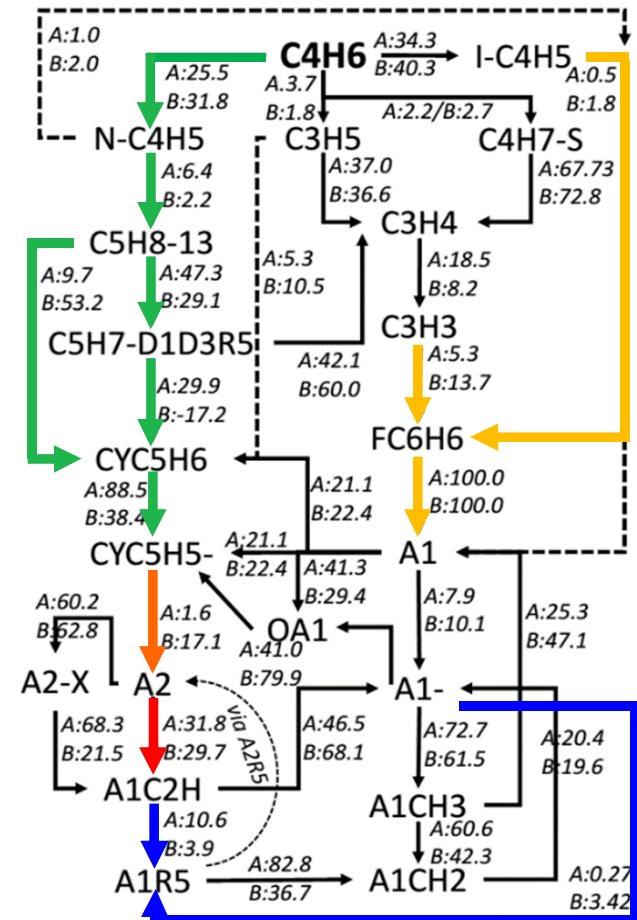 A:1.0
B:2.0
C4H6
A:34.3
B:40.3
I-C4H5
A:25.5
B:31.8
A.3.7
B:1.8
A:2.2/B:2.7
A:0.5
B:1.8
N-C4H5
C3H5
C4H7-S
A:6.4
B:2.2
A:37.0
B:36.6
A:67.73
B:72.8
C5H8-13
C3H4
A:9.7
B:53.2
A:47.3
B:29.1
A:5.3
B:10.5
A:18.5
B:8.2
C5H7-D1D3R5
C3H3
A:42.1
B:60.0
A:5.3
B:13.7
A:29.9
B:-17.2
FC6H6
CYC5H6
A:88.5
B:38.4
A:21.1
B:22.4
A:100.0
B:100.0
CYC5H5-
A:21.1
B:22.4
A1
A:41.3
B:29.4
A:7.9
B:10.1
A:25.3
B:47.1
A:60.2
B:62.8
A:1.6
B:17.1
OA1
A:41.0
B:79.9
A2-X
A2
A1-
via A2R5
A:68.3
B:21.5
A:31.8
B:29.7
A:46.5
B:68.1
A:72.7
B:61.5
A:20.4
B:19.6
A1C2H
A1CH3
A:10.6
B:3.9
A:60.6
B:42.3
A1R5
A:82.8
B:36.7
A1CH2
A:0.27
B:3.42